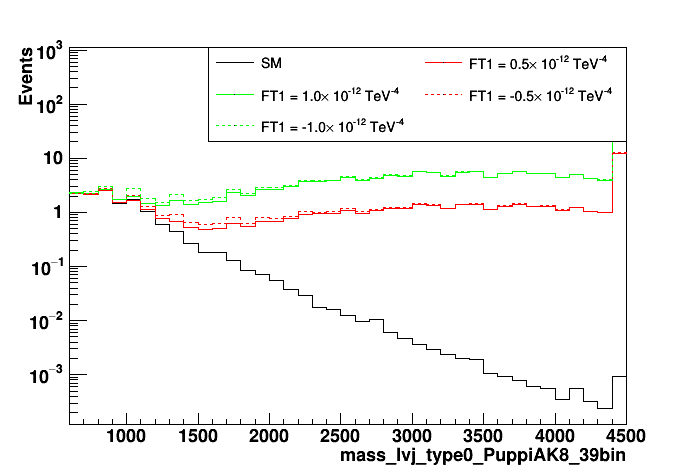 Events
10³
10²
10
1
10⁻¹
10⁻²
10⁻³
SM
FT1 = 0.5× 10⁻¹² TeV⁻⁴
FT1 = 1.0× 10⁻¹² TeV⁻⁴
FT1 = -0.5× 10⁻¹² TeV⁻⁴
FT1 = -1.0× 10⁻¹² TeV⁻⁴
1000 1500 2000 2500 3000 3500 4000 4500
mass_lvj_type0_PuppiAK8_39bin